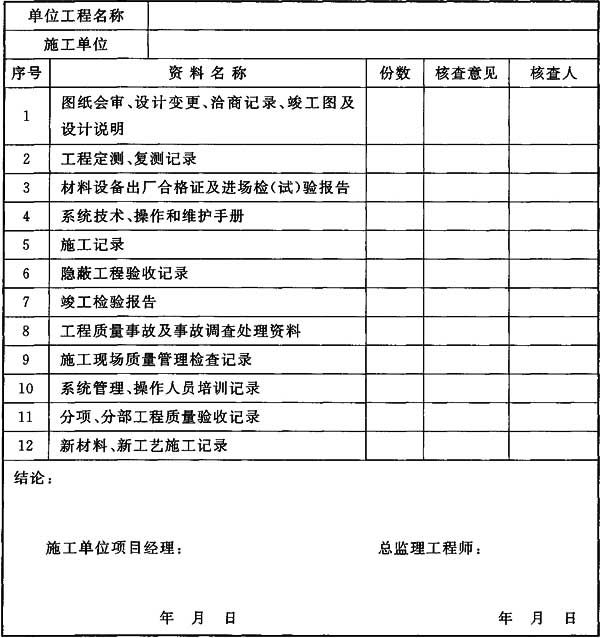 单位工程名称
施工单位
序号 资料名称 份数 核查意见 核查人
1 图纸会审、设计变更、洽商记录、竣工图及
设计说明
2 工程定测、复测记录
3 材料设备出厂合格证及进场检(试)验报告
4 系统技术、操作和维护手册
5 施工记录
6 隐蔽工程验收记录
7 竣工检验报告
8 工程质量事故及事故调查处理资料
9 施工现场质量管理检查记录
10 系统管理、操作人员培训记录
11 分项、分部工程质量验收记录
12 新材料、新工艺施工记录
结论:
施工单位项目经理: 总监理工程师:
年 月 日 年 月 日